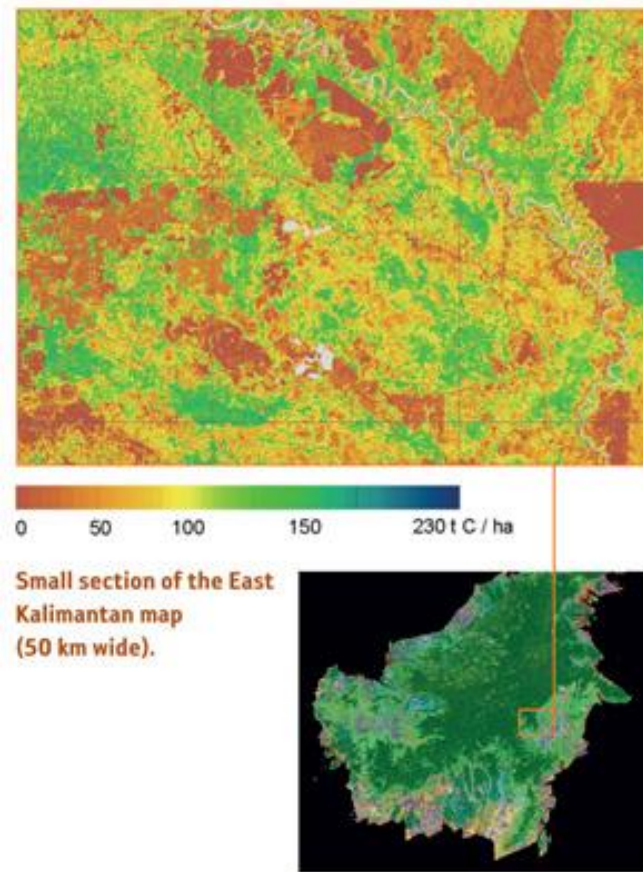 0 50 100 150 230 t C / ha
Small section of the East
Kalimantan map
(50 km wide).